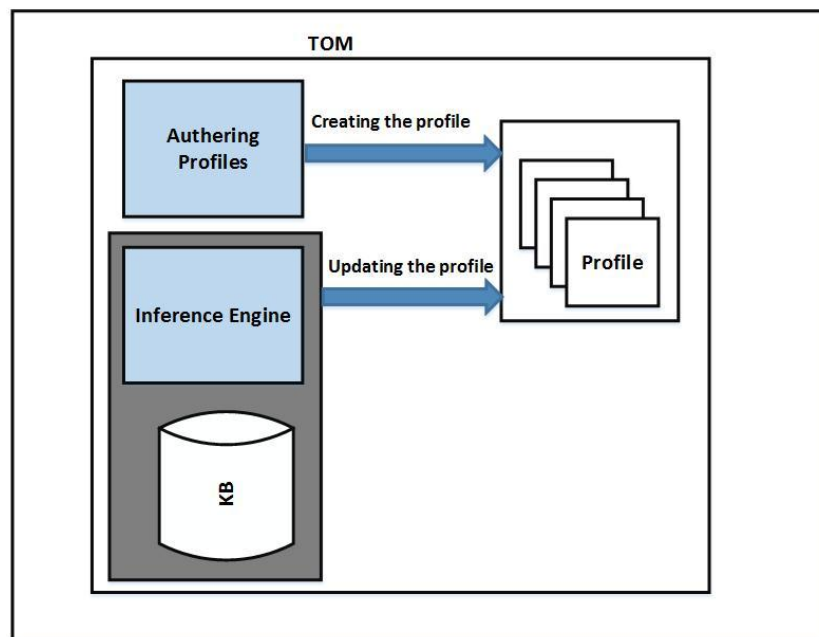 TOM
Authering
Profiles
Creating the profile
Updating the profile
Profile
Inference Engine
KB